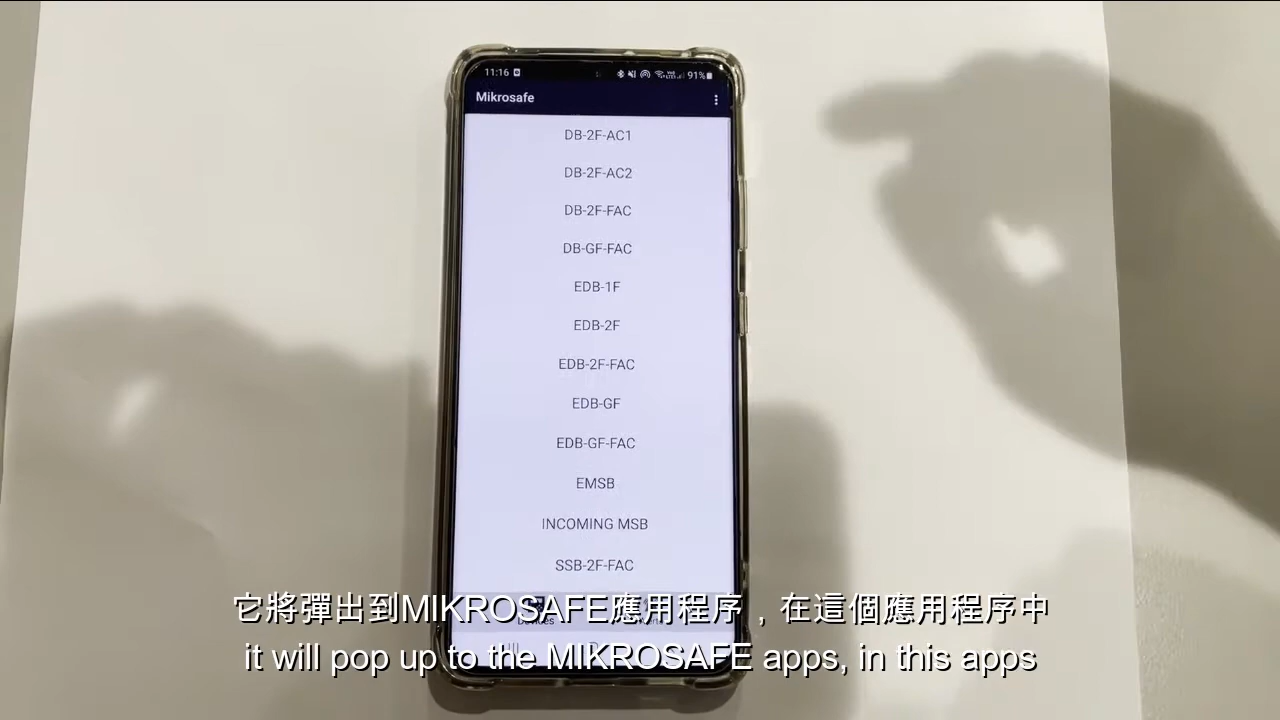 11:16
91%
Mikrosafe
DB-2F-AC1
DB-2F-AC2
DB-2F-FAC
DB-GF-FAC
EDB-1F
EDB-2F
EDB-2F-FAC
EDB-GF
EDB-GF-FAC
EMSB
INCOMING MSB
SSB-2F-FAC
它將彈出到MIKROSAFE應用程序，在這個應用程序中
it will pop up to the MIKROSAFE apps, in this apps